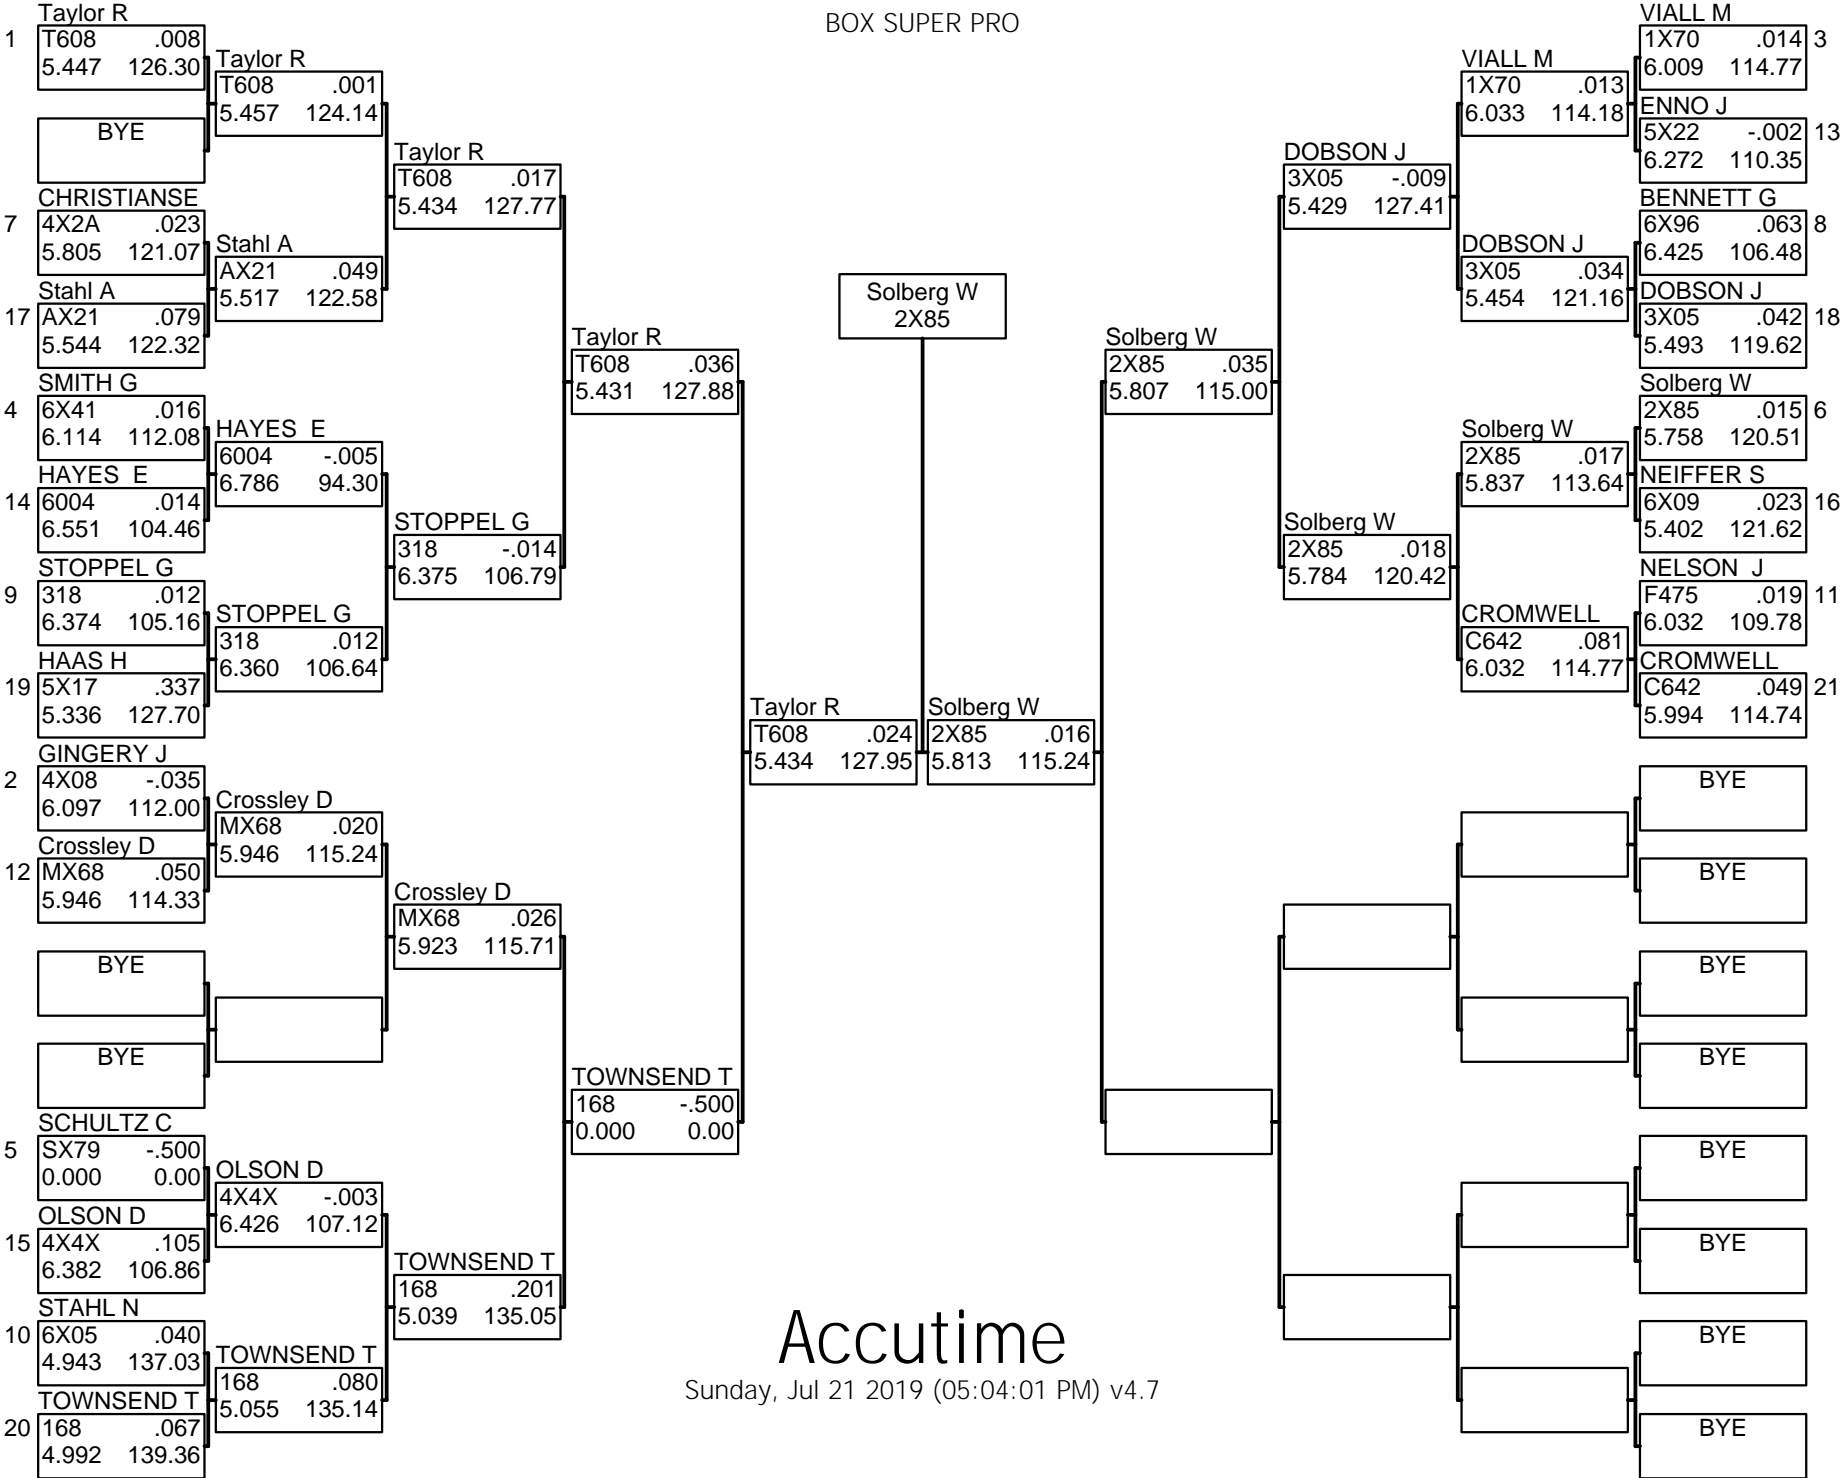 BOX SUPER PRO
Taylor R
1 T608 .008
5.447 126.30
BYE
CHRISTIANSE
7 4X2A .023
5.805 121.07
Stahl A
17 AX21 .079
5.544 122.32
SMITH G
4 6X41 .016
6.114 112.08
HAYES E
14 6004 .014
6.551 104.46
STOPPEL G
9 318 .012
6.374 105.16
HAAS H
19 5X17 .337
5.336 127.70
GINGERY J
2 4X08 -.035
6.097 112.00
Crossley D
12 MX68 .050
5.946 114.33
BYE
BYE
SCHULTZ C
5 SX79 -.500
0.000 0.00
OLSON D
15 4X4X .105
6.382 106.86
STAHL N
10 6X05 .040
4.943 137.03
TOWNSEND T
20 168 .067
4.992 139.36
Taylor R
T608 .001
5.457 124.14
Stahl A
AX21 .049
5.517 122.58
HAYES E
6004 -.005
6.786 94.30
STOPPEL G
318 .012
6.360 106.64
Crossley D
MX68 .020
5.946 115.24
OLSON D
4X4X -.003
6.426 107.12
TOWNSEND T
168 .080
5.055 135.14
Taylor R
T608 .017
5.434 127.77
STOPPEL G
318 -.014
6.375 106.79
Crossley D
MX68 .026
5.923 115.71
TOWNSEND T
168 .201
5.039 135.05
Taylor R
T608 .036
5.431 127.88
TOWNSEND T
168 -.500
0.000 0.00
Taylor R
T608 .024
5.434 127.95
Solberg W
2X85
Solberg W
2X85 .016
5.813 115.24
Solberg W
2X85 .035
5.807 115.00
DOBSON J
3X05 -.009
5.429 127.41
Solberg W
2X85 .018
5.784 120.42
VIALL M
1X70 .013
6.033 114.18
DOBSON J
3X05 .034
5.454 121.16
Solberg W
2X85 .017
5.837 113.64
CROMWELL
C642 .081
6.032 114.77
VIALL M
1X70 .014 3
6.009 114.77
ENNO J
5X22 -.002 13
6.272 110.35
BENNETT G
6X96 .063 8
6.425 106.48
DOBSON J
3X05 .042 18
5.493 119.62
Solberg W
2X85 .015 6
5.758 120.51
NEIFFER S
6X09 .023 16
5.402 121.62
NELSON J
F475 .019 11
6.032 109.78
CROMWELL
C642 .049 21
5.994 114.74
BYE
BYE
BYE
BYE
BYE
BYE
BYE
BYE
Accutime
Sunday, Jul 21 2019 (05:04:01 PM) v4.7